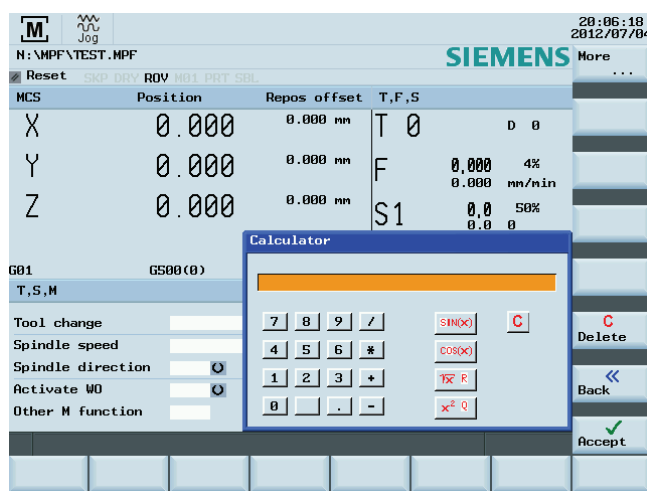 M Jog 20:06:18
2012/07/04
N:\MPF\TEST.MPF SIEMENS More
...
Reset SKP DRY ROV M01 PRT SBL
MCS Position Repos offset T,F,S
X 0.000 0.000 mm T 0 D 0
Y 0.000 0.000 mm F 0,000 4%
0.000 mm/min
Z 0.000 0.000 mm S1 0,0 50%
0.0 0
Calculator
G01 G500(0)
T,S,M
Tool change 7 8 9 / SIN(x) C C
Delete
Spindle speed 4 5 6 * COS(x)
Spindle direction 1 2 3 + √x R
Activate WO « Back
Other M function 0 . - x² Q
Accept